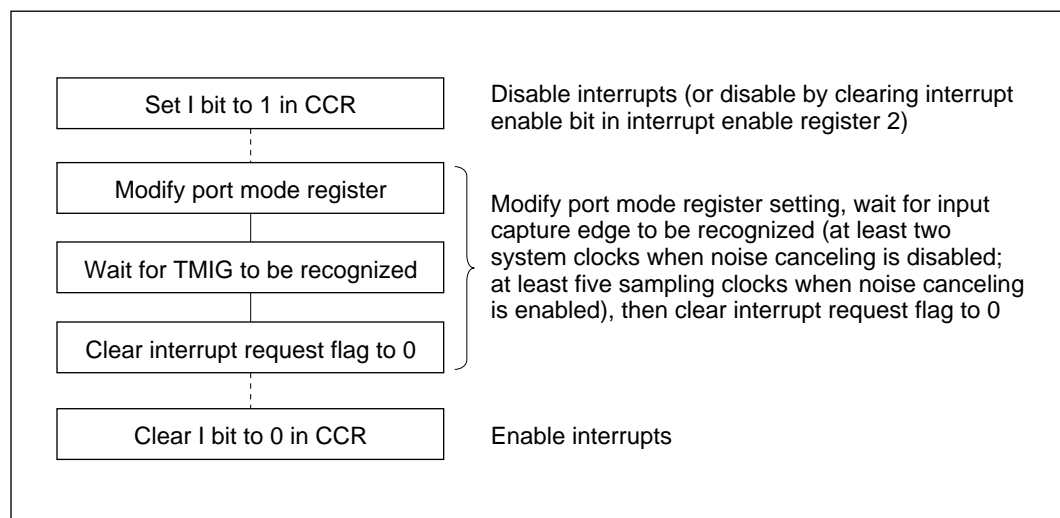 Set I bit to 1 in CCR
Disable interrupts (or disable by clearing interrupt
enable bit in interrupt enable register 2)
Modify port mode register
Wait for TMIG to be recognized
Clear interrupt request flag to 0
Modify port mode register setting, wait for input
capture edge to be recognized (at least two
system clocks when noise canceling is disabled;
at least five sampling clocks when noise canceling
is enabled), then clear interrupt request flag to 0
Clear I bit to 0 in CCR
Enable interrupts